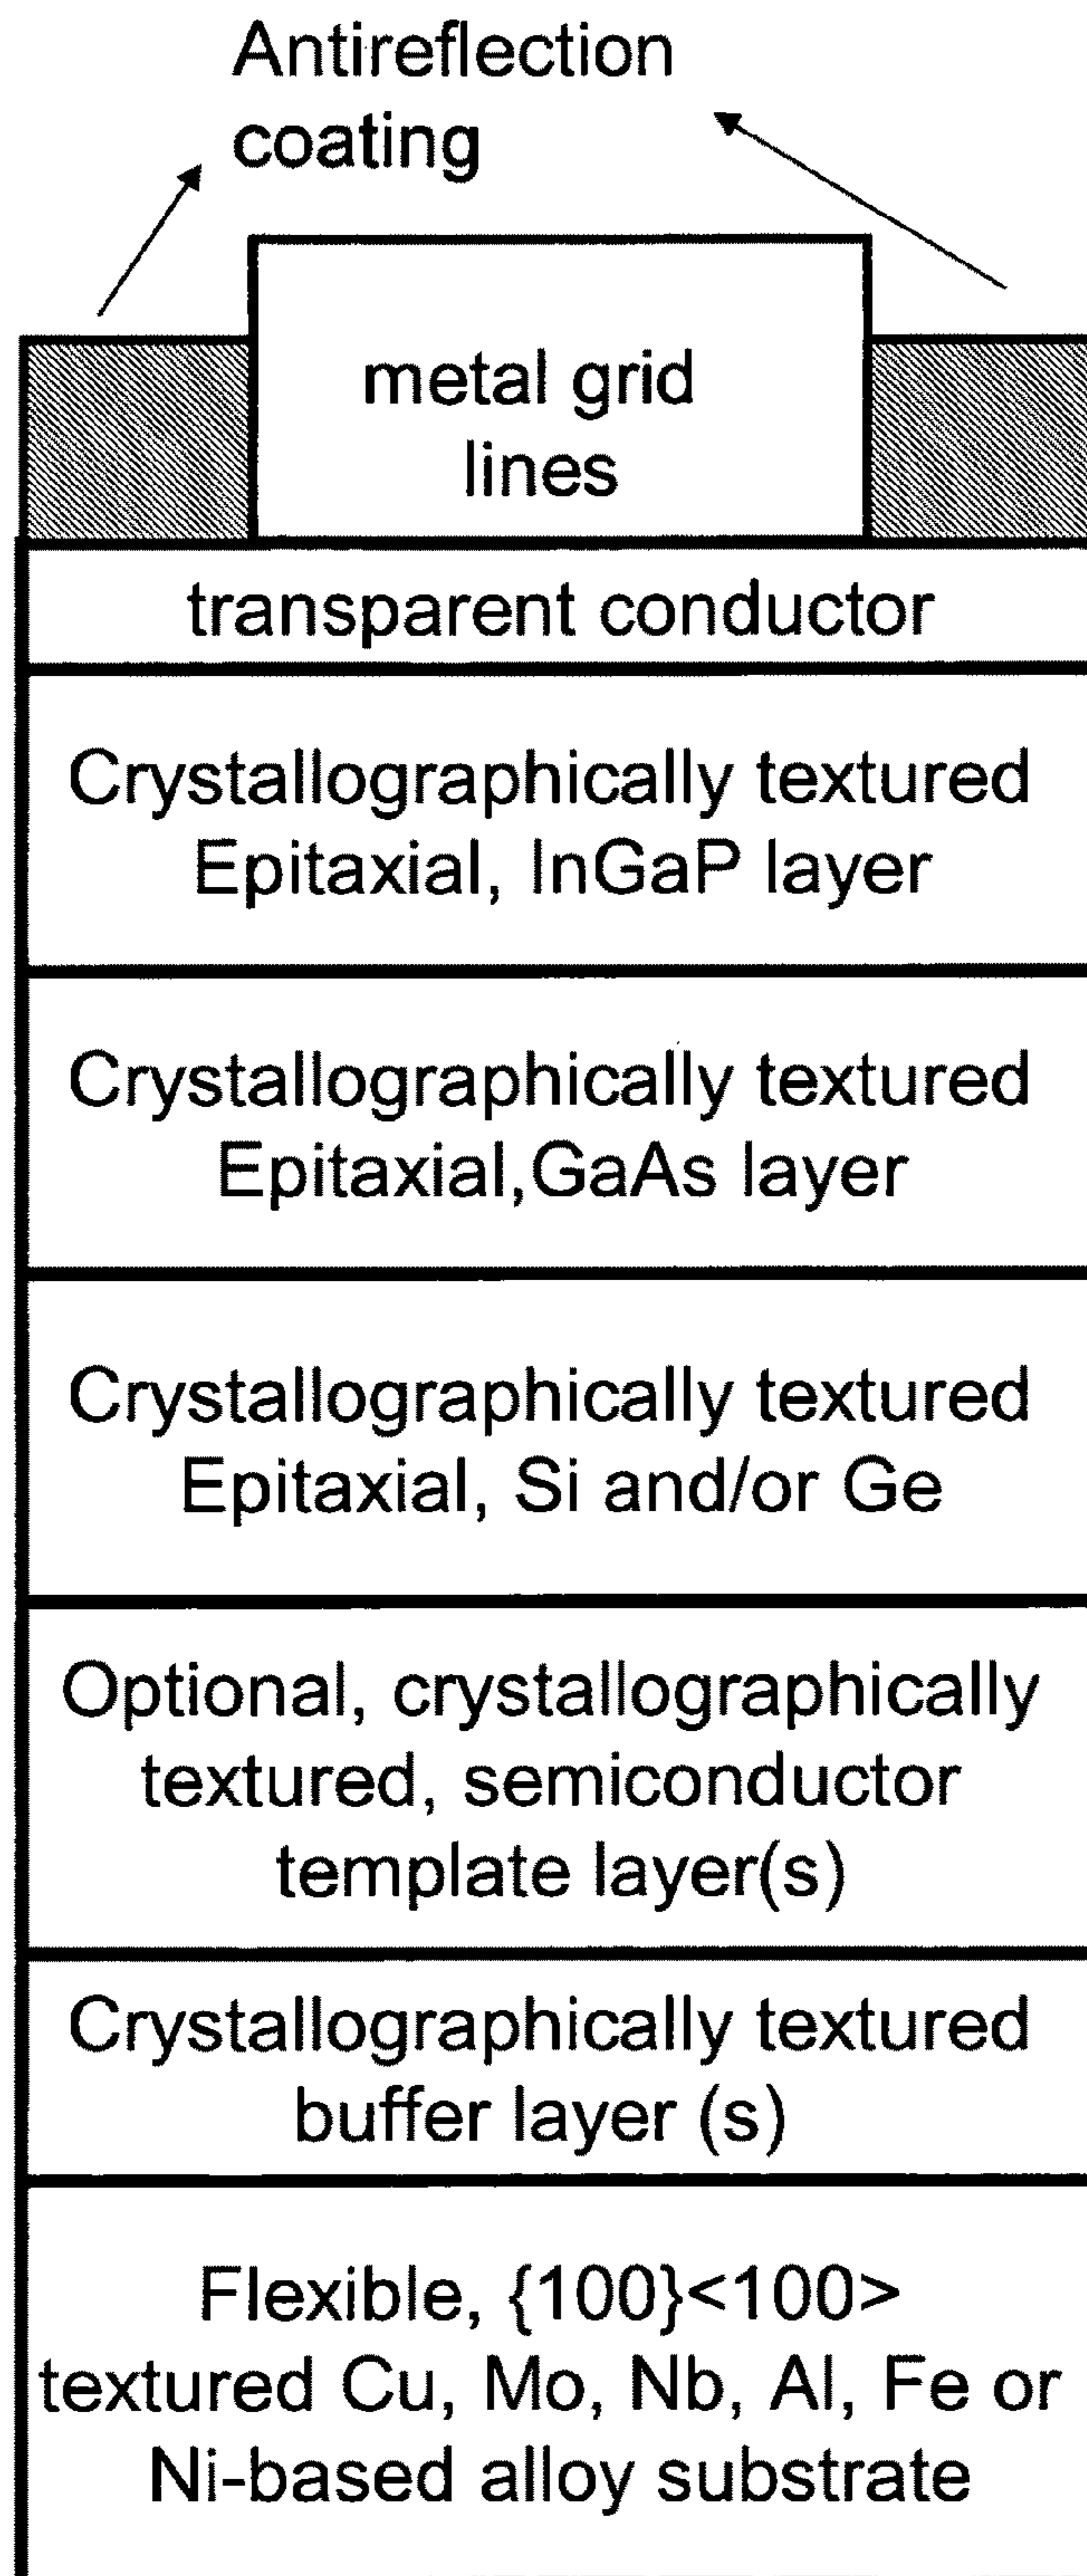 Antireflection
coating
metal grid
lines
transparent conductor
Crystallographically textured
Epitaxial, InGaP layer
Crystallographically textured
Epitaxial,GaAs layer
Crystallographically textured
Epitaxial, Si and/or Ge
Optional, crystallographically
textured, semiconductor
template layer(s)
Crystallographically textured
buffer layer (s)
Flexible, {100}<100>
textured Cu, Mo, Nb, Al, Fe or
Ni-based alloy substrate